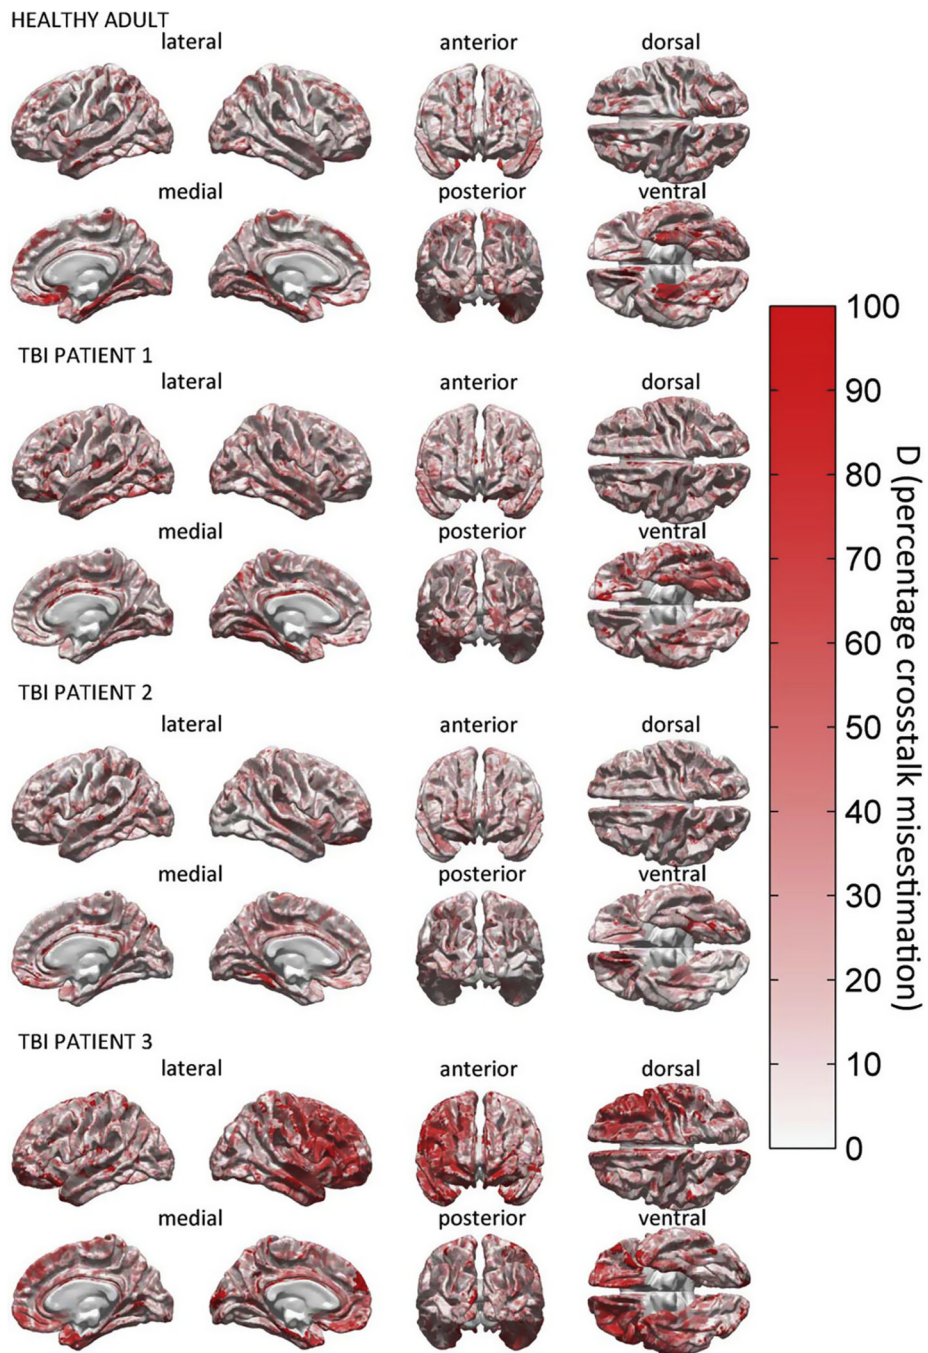 HEALTHY ADULT
lateral
anterior
dorsal
medial
posterior
ventral
TBI PATIENT 1
lateral
anterior
dorsal
medial
posterior
ventral
TBI PATIENT 2
lateral
anterior
dorsal
medial
posterior
ventral
TBI PATIENT 3
lateral
anterior
dorsal
medial
posterior
ventral
100
90
80
70
60
50
40
30
20
10
0
D (percentage crosstalk misestimation)